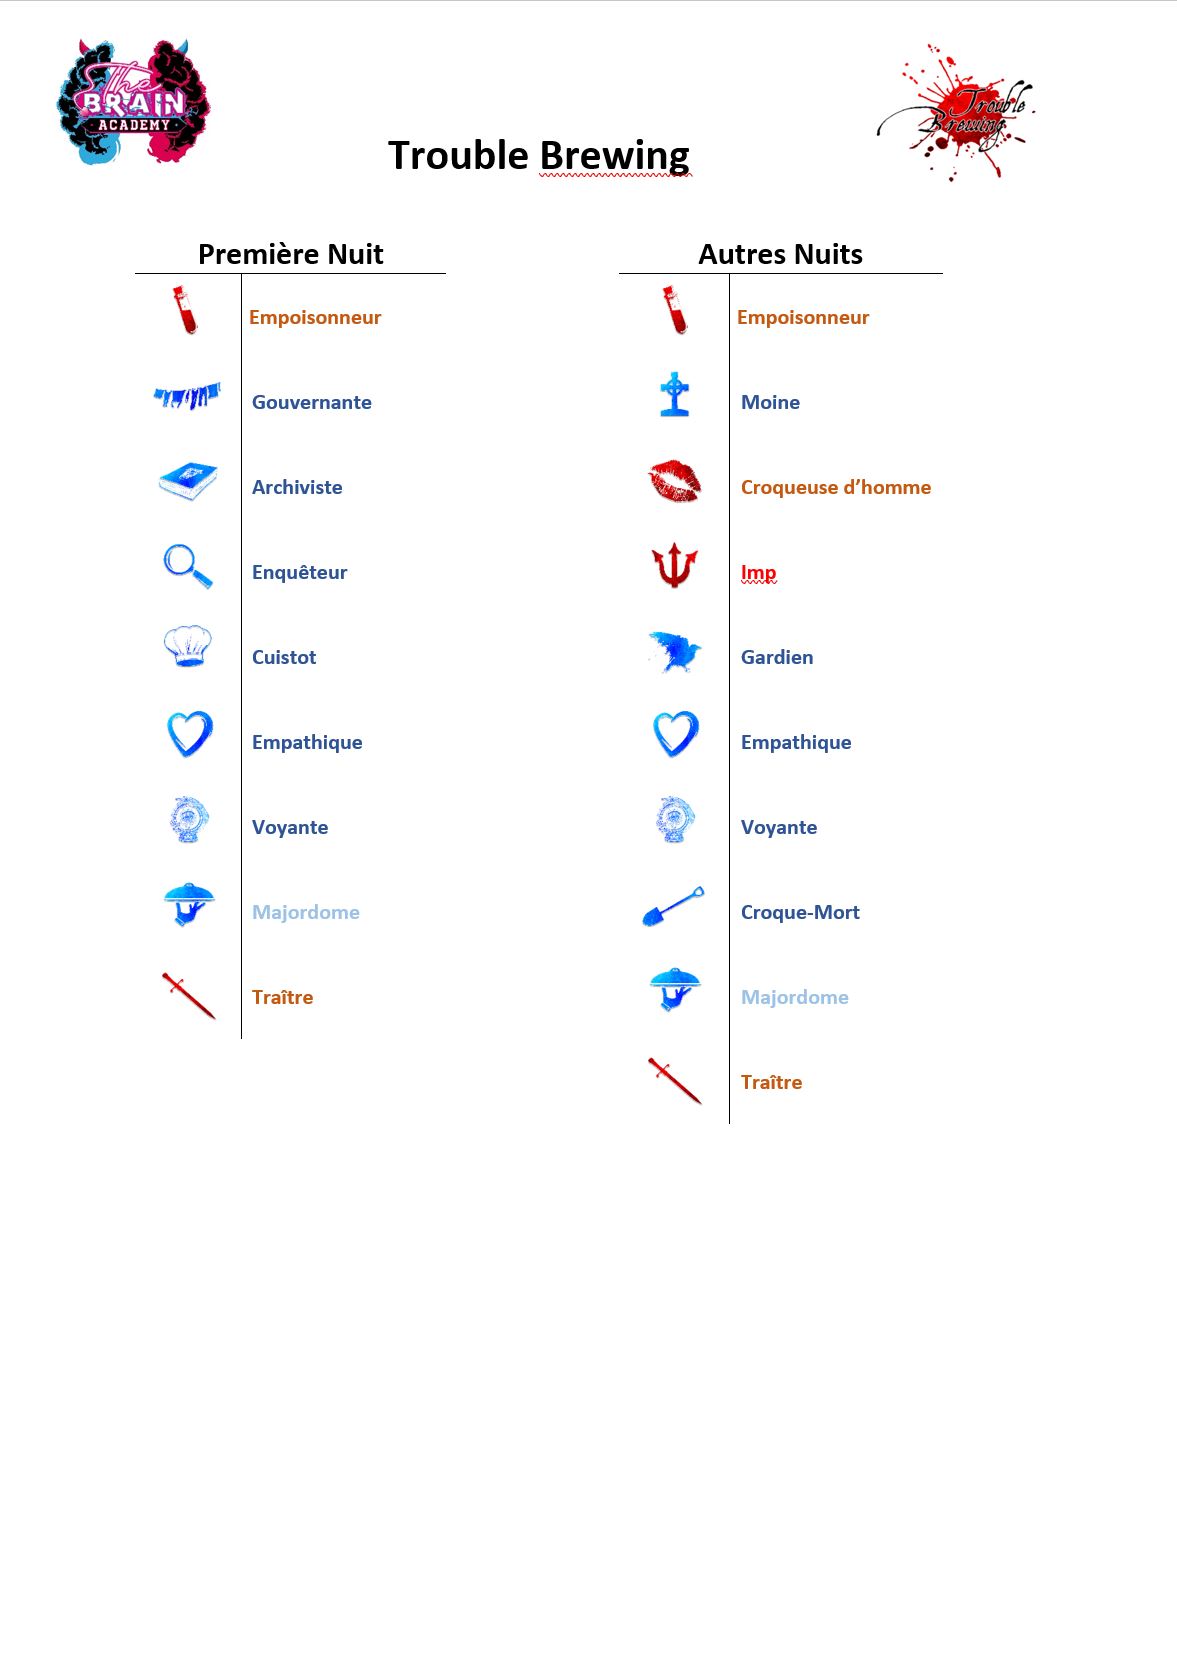 The
BRAIN
ACADEMY
Trouble
Brewing
Trouble Brewing
Première Nuit
Empoisonneur
Gouvernante
Archiviste
Enquêteur
Cuistot
Empathique
Voyante
Majordome
Traître
Autres Nuits
Empoisonneur
Moine
Croqueuse d’homme
Imp
Gardien
Empathique
Voyante
Croque-Mort
Majordome
Traître